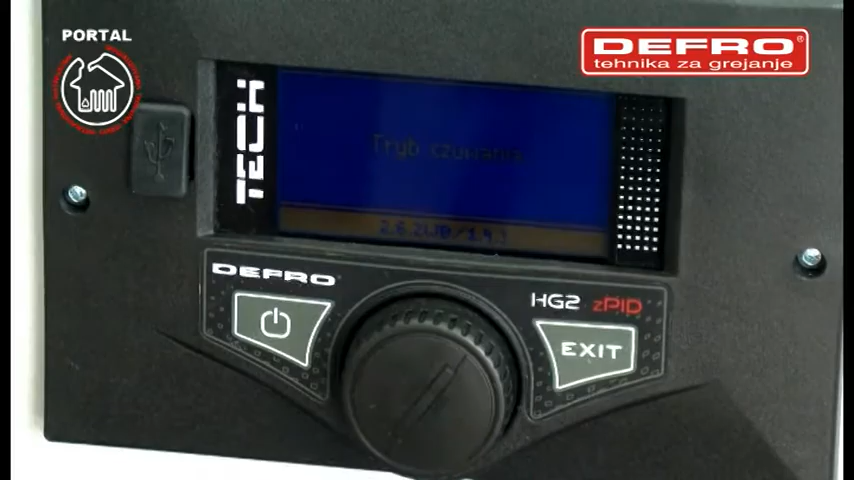 PORTAL
DEFRO®
tehnika za grejanje
TECH
Tryb czuwania
DEFRO
HG2 zPID
EXIT